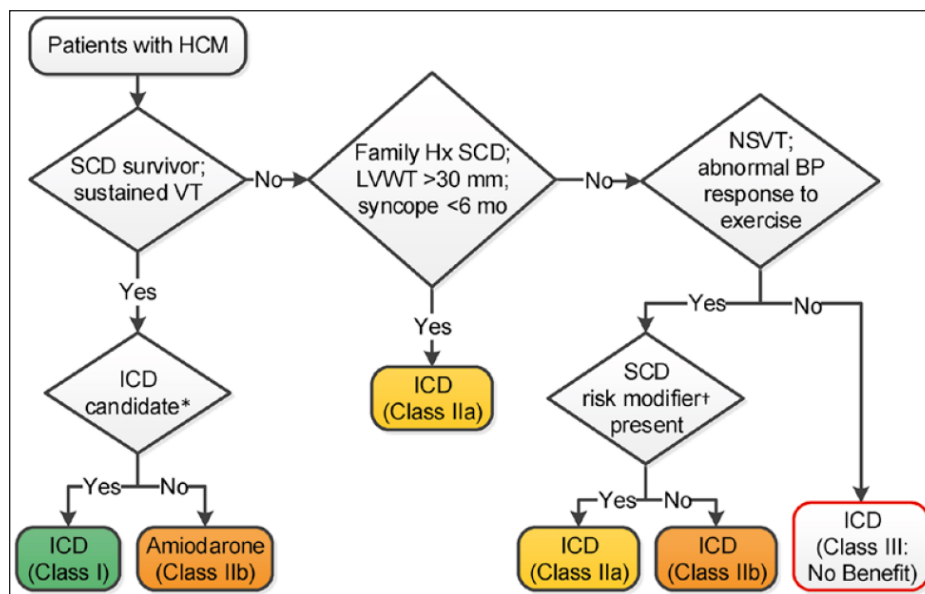 Patients with HCM
SCD survivor;
sustained VT
No
Family Hx SCD;
LVWT >30 mm;
syncope <6 mo
No
NSVT;
abnormal BP
response to
exercise
Yes
Yes
Yes
No
ICD
candidate*
ICD
(Class IIa)
SCD
risk modifier†
present
Yes
No
Yes
No
ICD
(Class I)
Amiodarone
(Class IIb)
ICD
(Class IIa)
ICD
(Class IIb)
ICD
(Class III:
No Benefit)